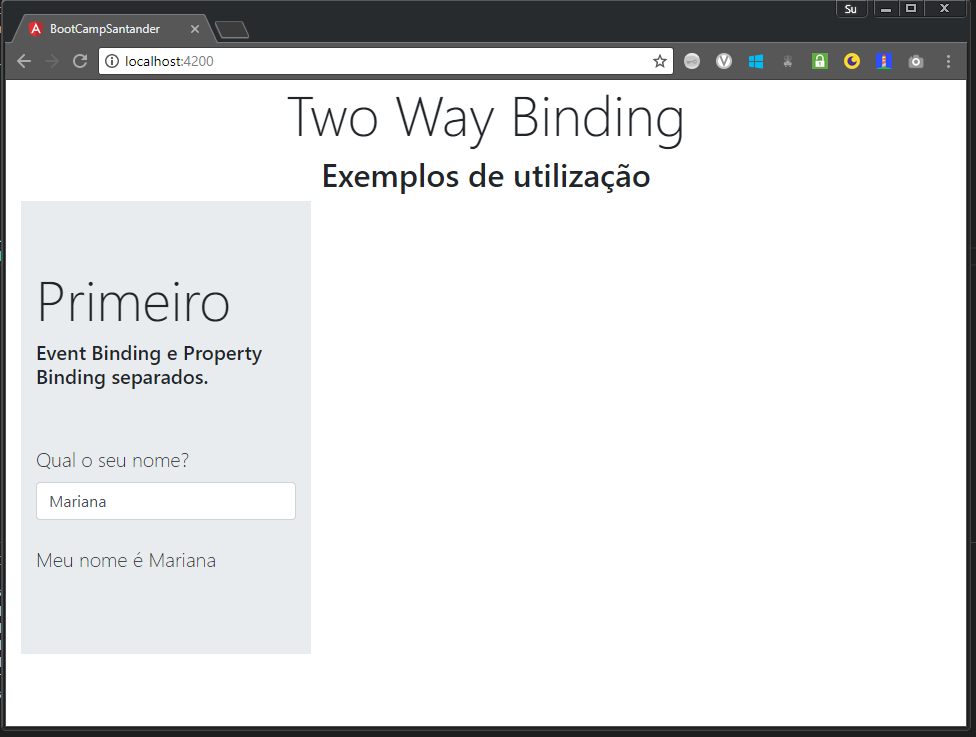 Su
BootCampSantander
localhost:4200
Two Way Binding
Exemplos de utilização
Primeiro
Event Binding e Property
Binding separados.
Qual o seu nome?
Mariana
Meu nome é Mariana